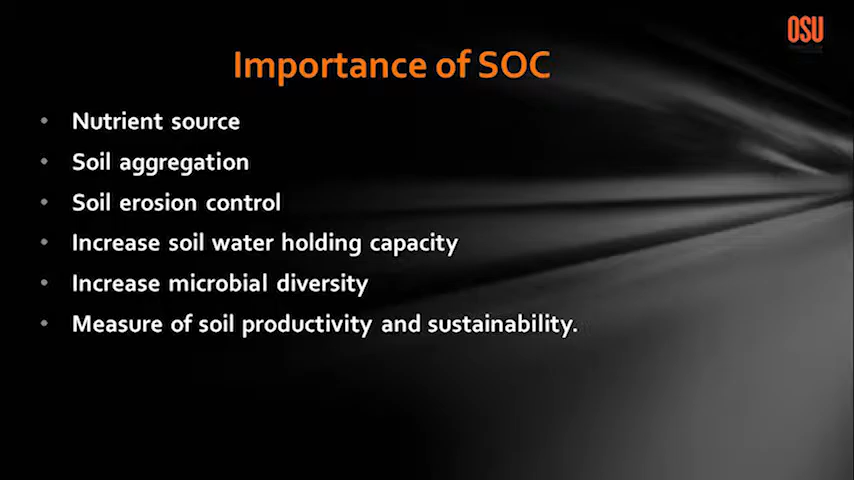 OSU
Importance of SOC
• Nutrient source
• Soil aggregation
• Soil erosion control
• Increase soil water holding capacity
• Increase microbial diversity
• Measure of soil productivity and sustainability.